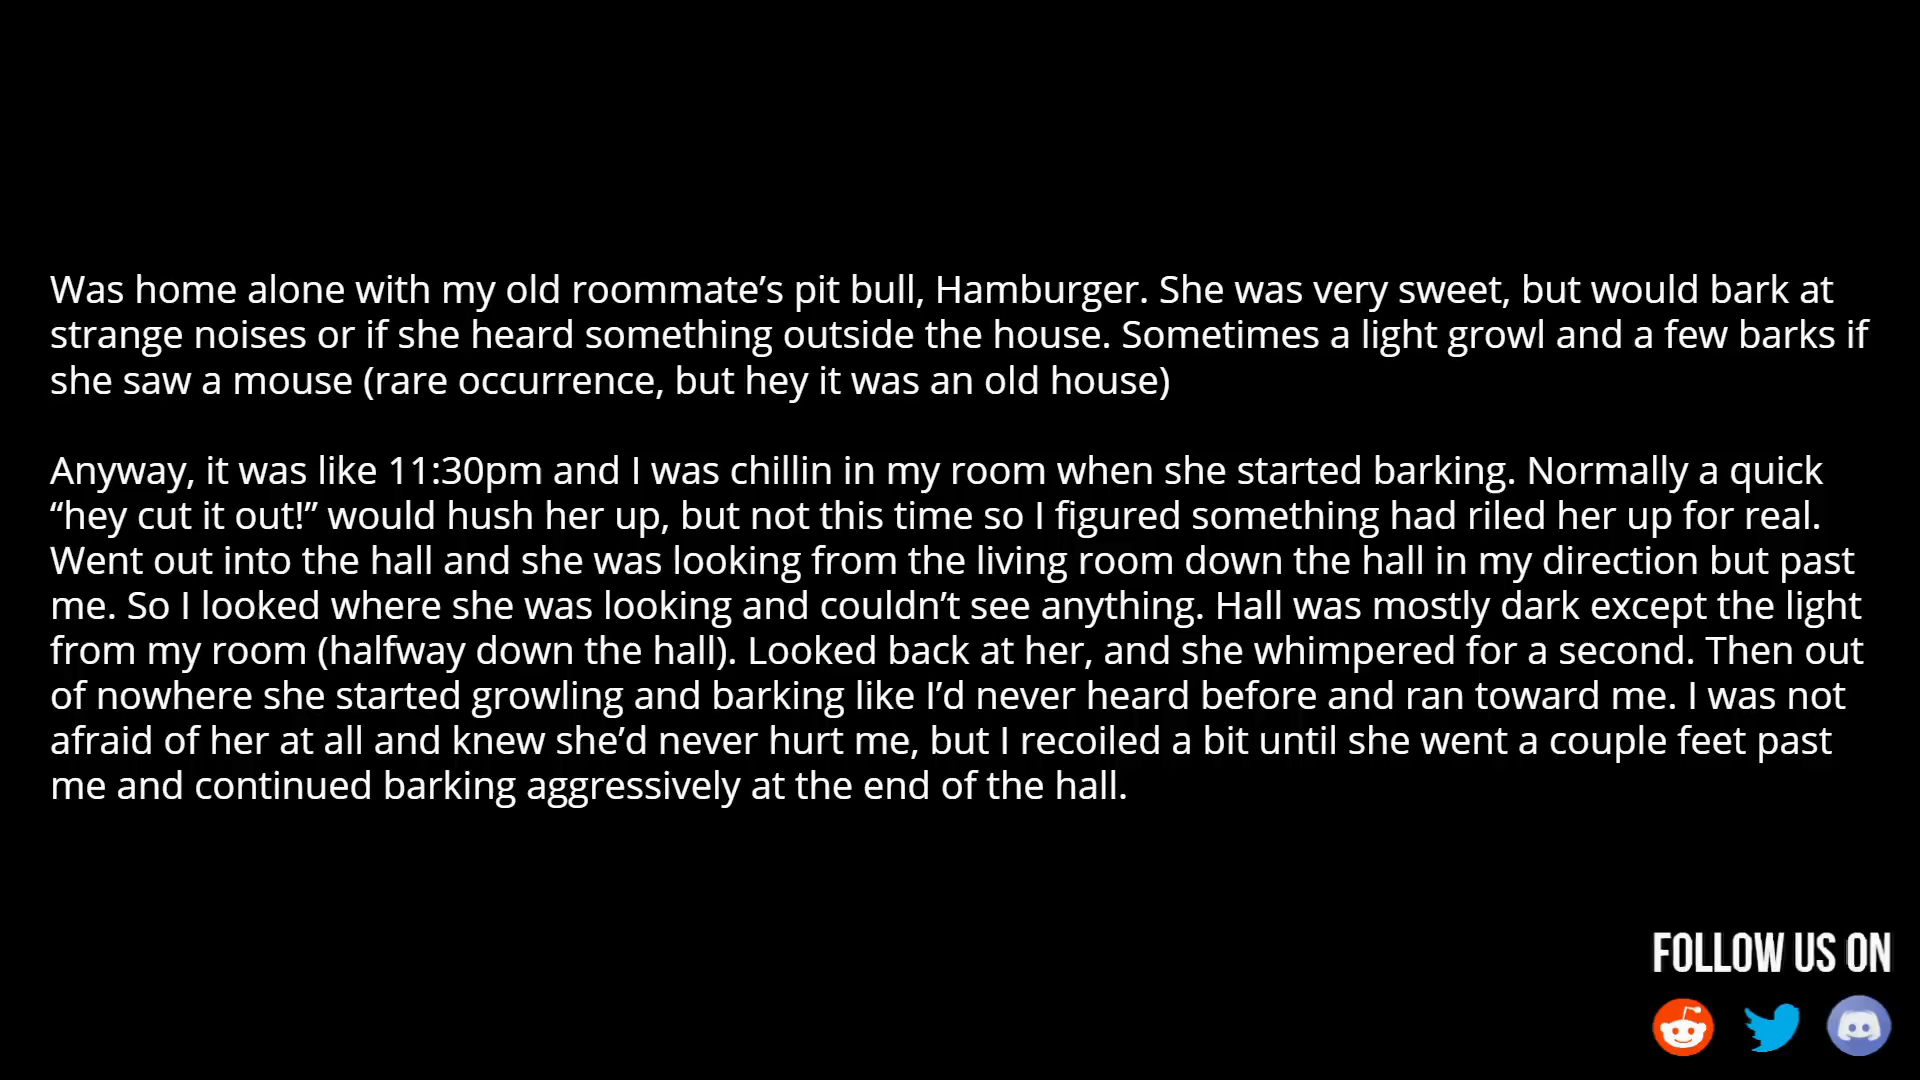 Was home alone with my old roommate’s pit bull, Hamburger. She was very sweet, but would bark at
strange noises or if she heard something outside the house. Sometimes a light growl and a few barks if
she saw a mouse (rare occurrence, but hey it was an old house)
Anyway, it was like 11:30pm and I was chillin in my room when she started barking. Normally a quick
“hey cut it out!” would hush her up, but not this time so I figured something had riled her up for real.
Went out into the hall and she was looking from the living room down the hall in my direction but past
me. So I looked where she was looking and couldn’t see anything. Hall was mostly dark except the light
from my room (halfway down the hall). Looked back at her, and she whimpered for a second. Then out
of nowhere she started growling and barking like I’d never heard before and ran toward me. I was not
afraid of her at all and knew she’d never hurt me, but I recoiled a bit until she went a couple feet past
me and continued barking aggressively at the end of the hall.
FOLLOW US ON